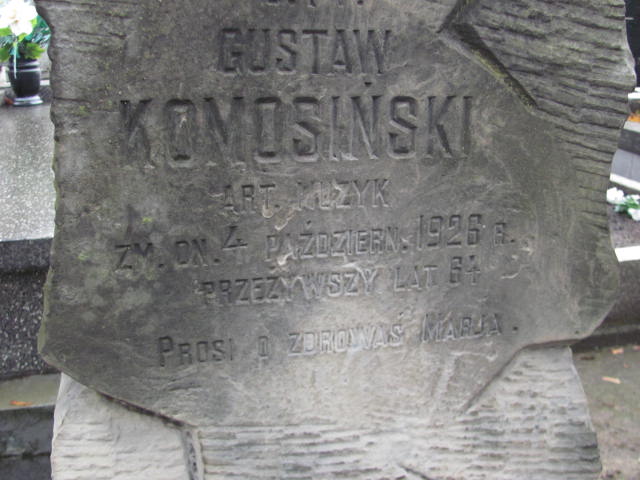 GUSTAW
KOMOSIŃSKI
ART. MUZYK
ZM. DN. 4 PAŹDZIERN. 1926 R.
PRZEŻYWSZY LAT 64
PROSI O ZDROWAŚ MARJA.